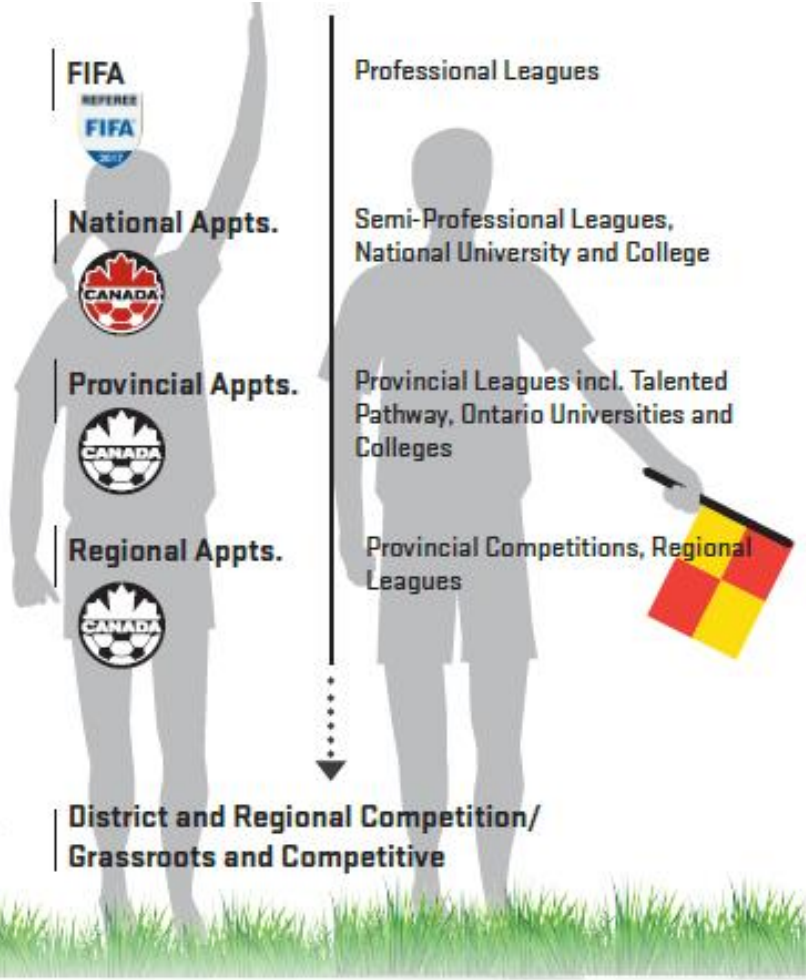 FIFA
Professional Leagues
REFEREE
FIFA
2017
National Appts.
Semi-Professional Leagues,
National University and College
CANADA
Provincial Appts.
Provincial Leagues incl. Talented
Pathway, Ontario Universities and
Colleges
CANADA
Regional Appts.
Provincial Competitions, Regional
Leagues
CANADA
District and Regional Competition/
Grassroots and Competitive